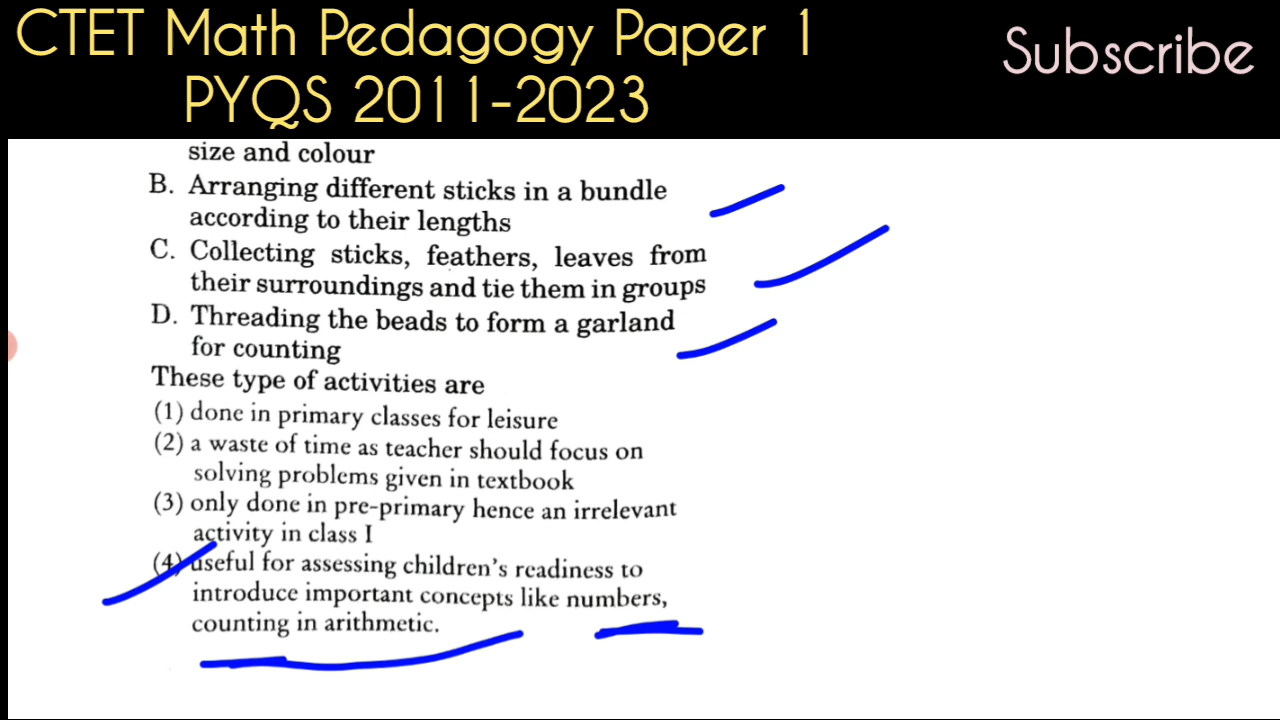 CTET Math Pedagogy Paper 1
PYQS 2011-2023
Subscribe
size and colour
B. Arranging different sticks in a bundle
according to their lengths
C. Collecting sticks, feathers, leaves from
their surroundings and tie them in groups
D. Threading the beads to form a garland
for counting
These type of activities are
(1) done in primary classes for leisure
(2) a waste of time as teacher should focus on
solving problems given in textbook
(3) only done in pre-primary hence an irrelevant
activity in class I
(4) useful for assessing children's readiness to
introduce important concepts like numbers,
counting in arithmetic.